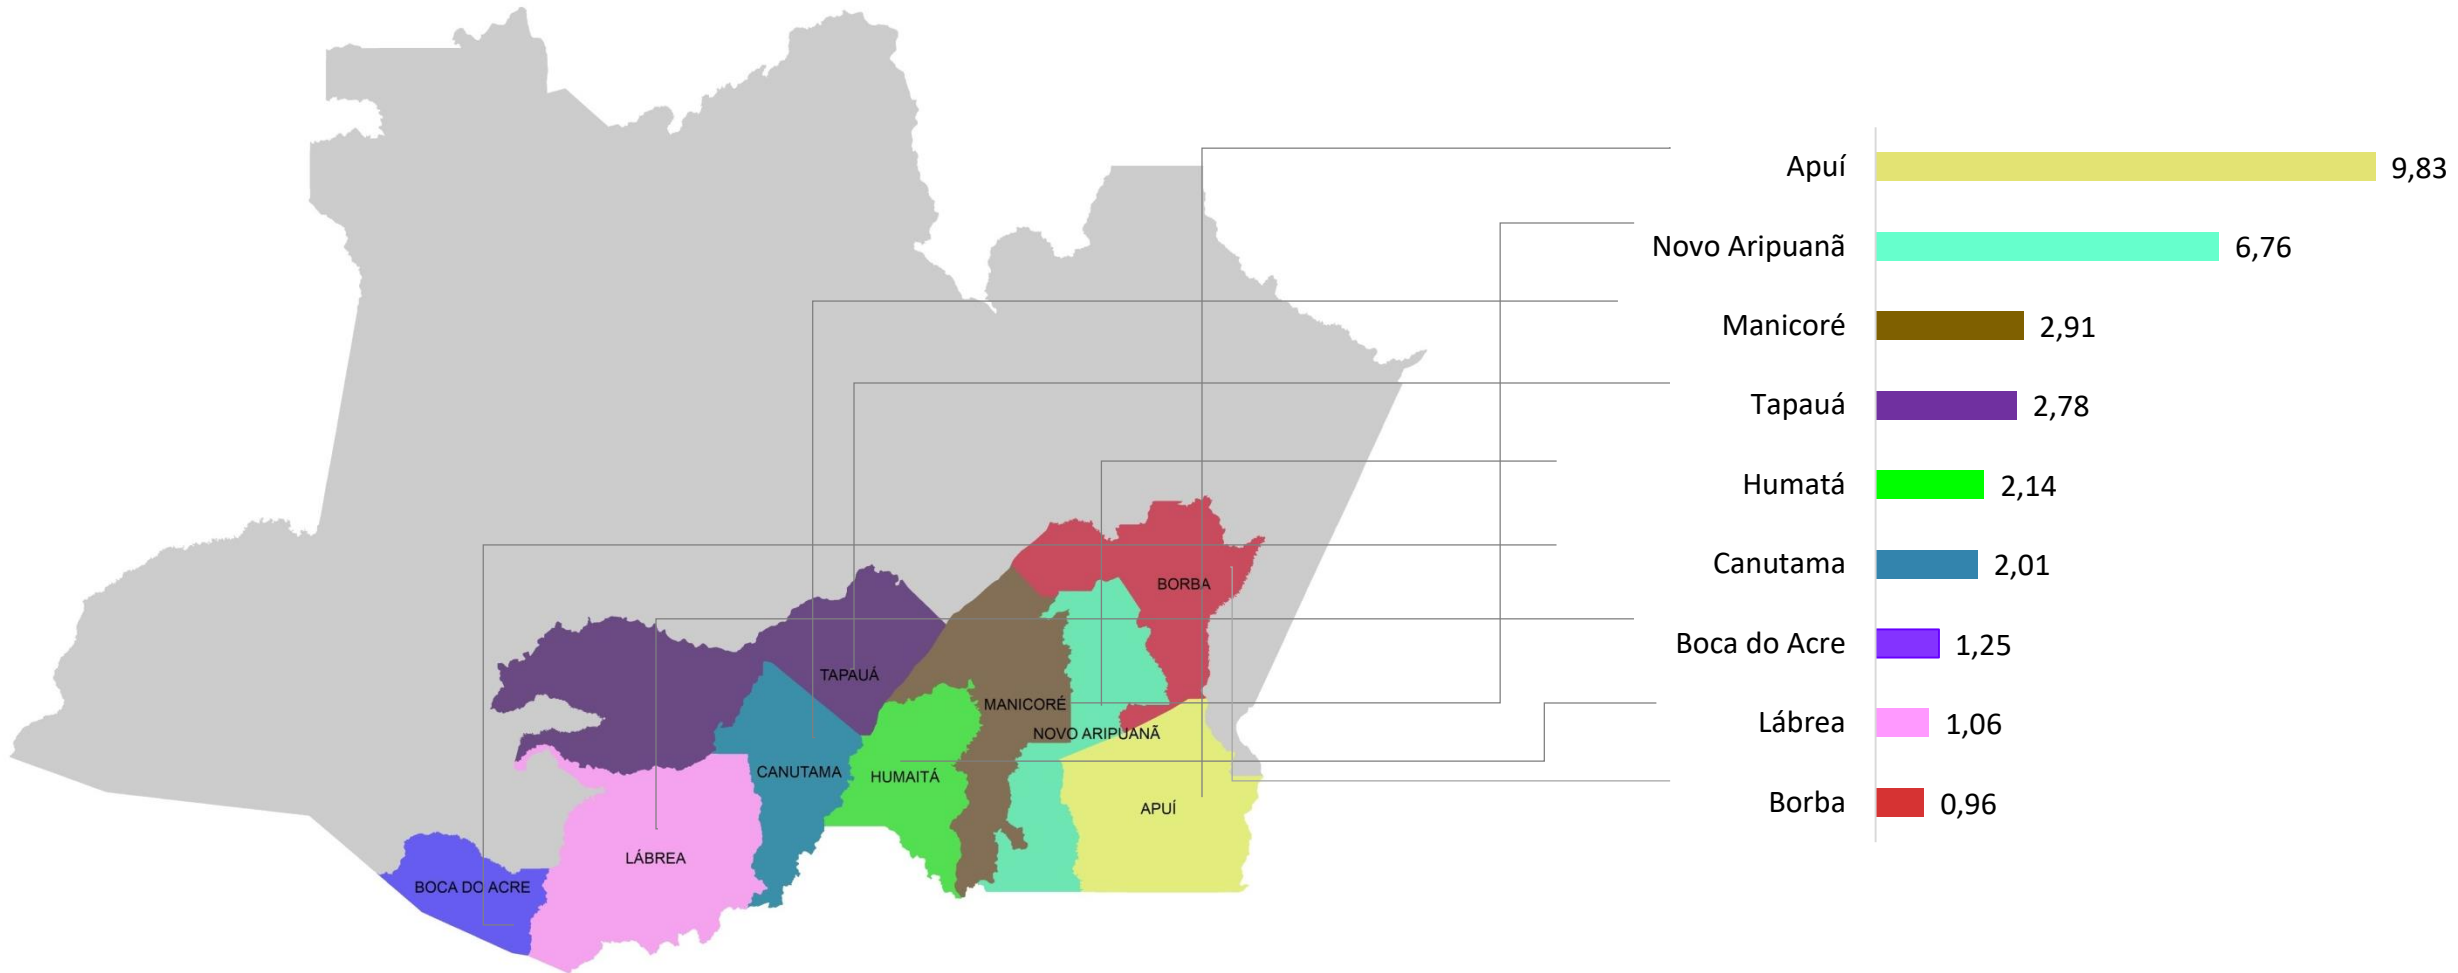 BORBA
TAPAUÁ
MANICORÉ
NOVO ARIPUANÃ
CANUTAMA
HUMAITÁ
APUÍ
LÁBREA
BOCA DO ACRE
Apuí 9,83
Novo Aripuanã 6,76
Manicoré 2,91
Tapauá 2,78
Humatá 2,14
Canutama 2,01
Boca do Acre 1,25
Lábrea 1,06
Borba 0,96